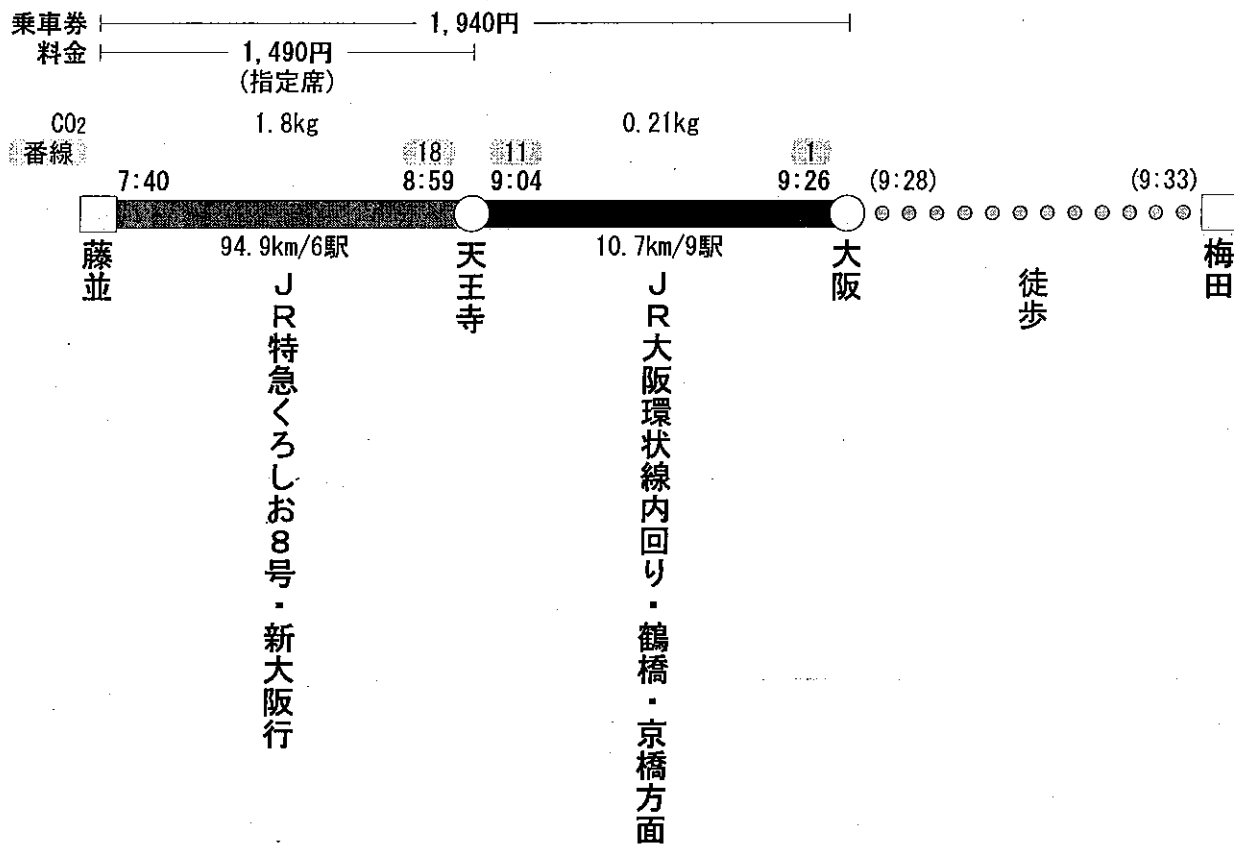 乗車券 1,940円
料金 1,490円
(指定席)
CO2 1.8kg 0.21kg
番線 18 11 1
7:40 8:59 9:04 9:26 (9:28) (9:33)
94.9km/6駅 10.7km/9駅
藤並
JR特急くろしお8号・新大阪行
天王寺
JR大阪環状線内回り・鶴橋・京橋方面
大阪
徒歩
梅田